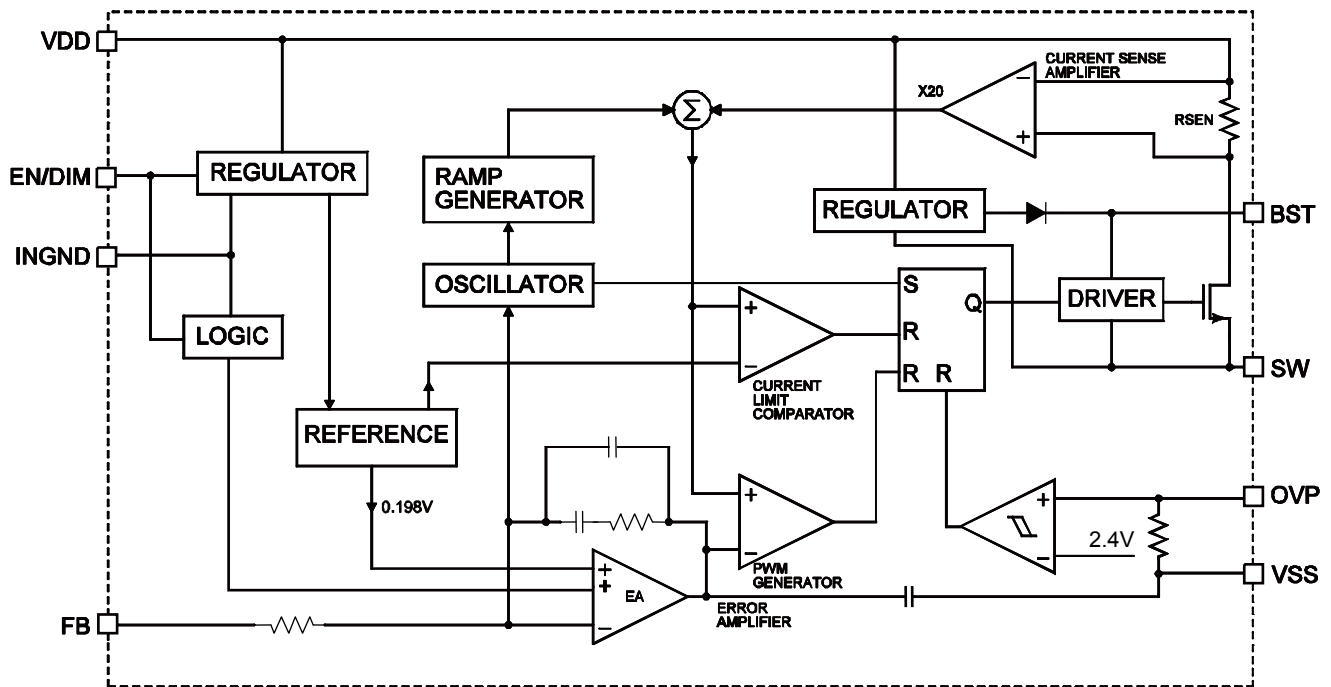 VDD
CURRENT SENSE
AMPLIFIER
X20
Σ
−
+
RSEN
EN/DIM
REGULATOR
RAMP
GENERATOR
REGULATOR
BST
INGND
OSCILLATOR
S
Q
DRIVER
LOGIC
+
−
R
R R
SW
CURRENT
LIMIT
COMPARATOR
REFERENCE
0.198V
+
−
PWM
GENERATOR
+
−
2.4V
OVP
VSS
+
+
−
EA
ERROR
AMPLIFIER
FB